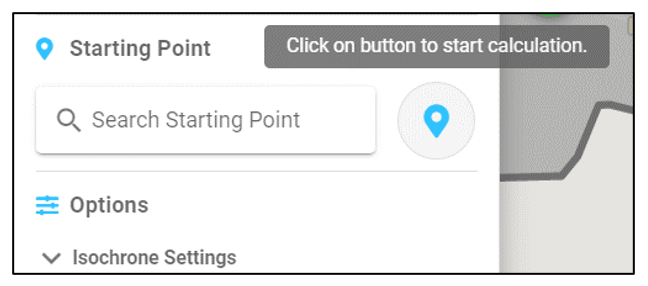 Starting Point
Click on button to start calculation.
Search Starting Point
Options
Isochrone Settings